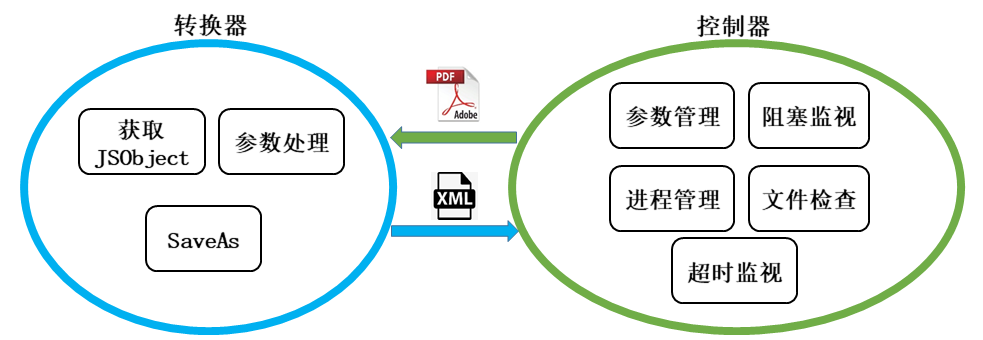 转换器
控制器
获取
JSObject
参数处理
SaveAs
PDF
Adobe
XML
参数管理
阻塞监视
进程管理
文件检查
超时监视